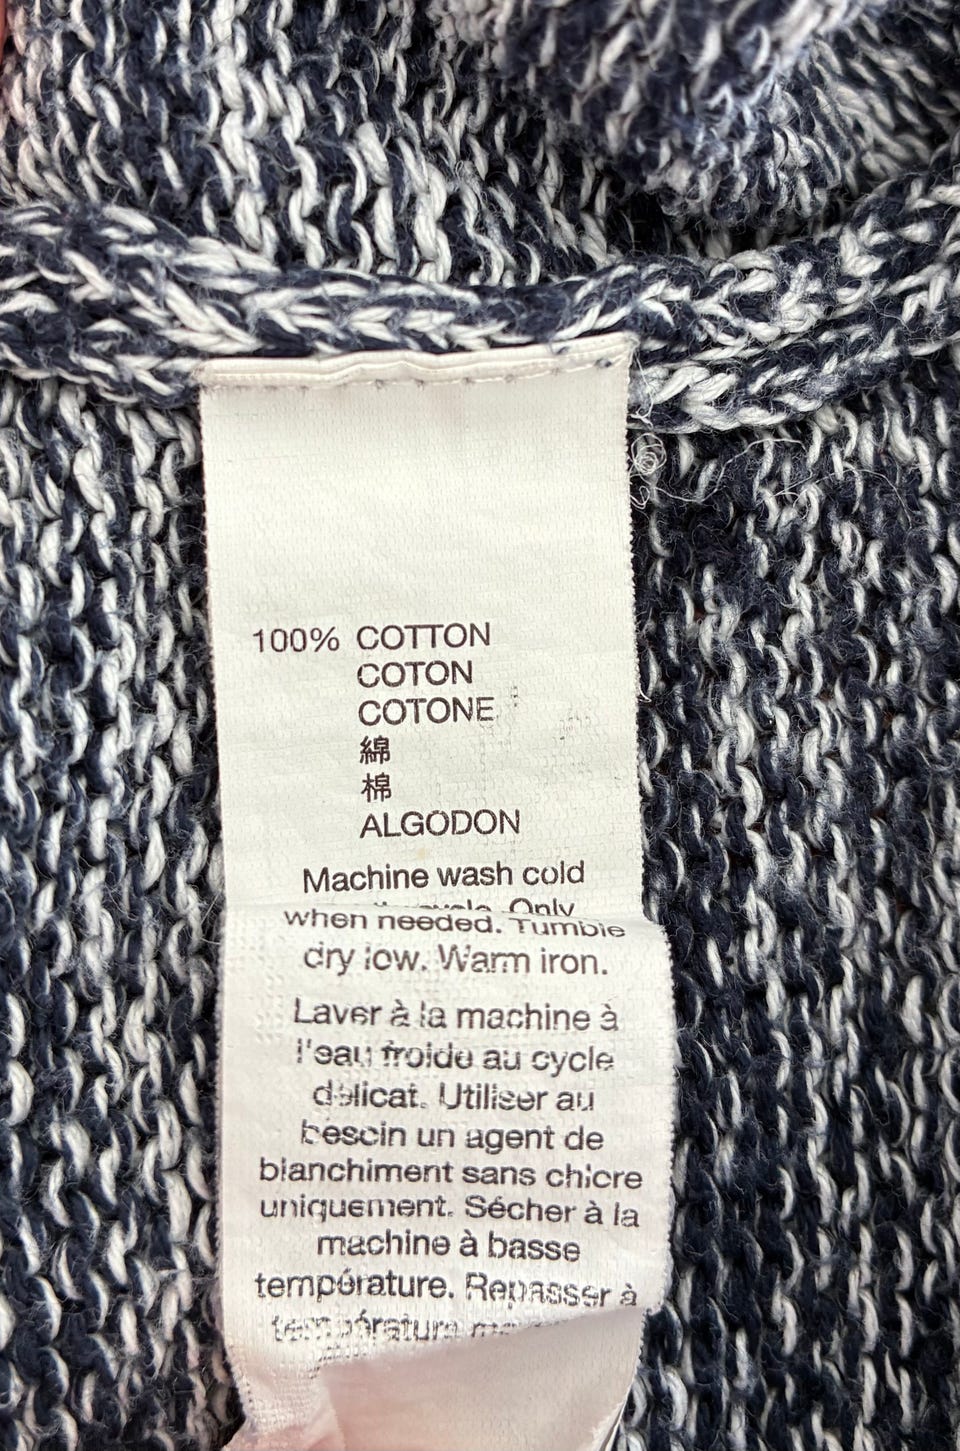 100% COTTON
COTON
COTONE
綿
棉
ALGODON
Machine wash cold
Only
when needed. Tumble
dry low. Warm iron.
Laver à la machine à
l'eau froide au cycle
délicat. Utiliser au
besoin un agent de
blanchiment sans chlore
uniquement. Sécher à la
machine à basse
température. Repasser à
température